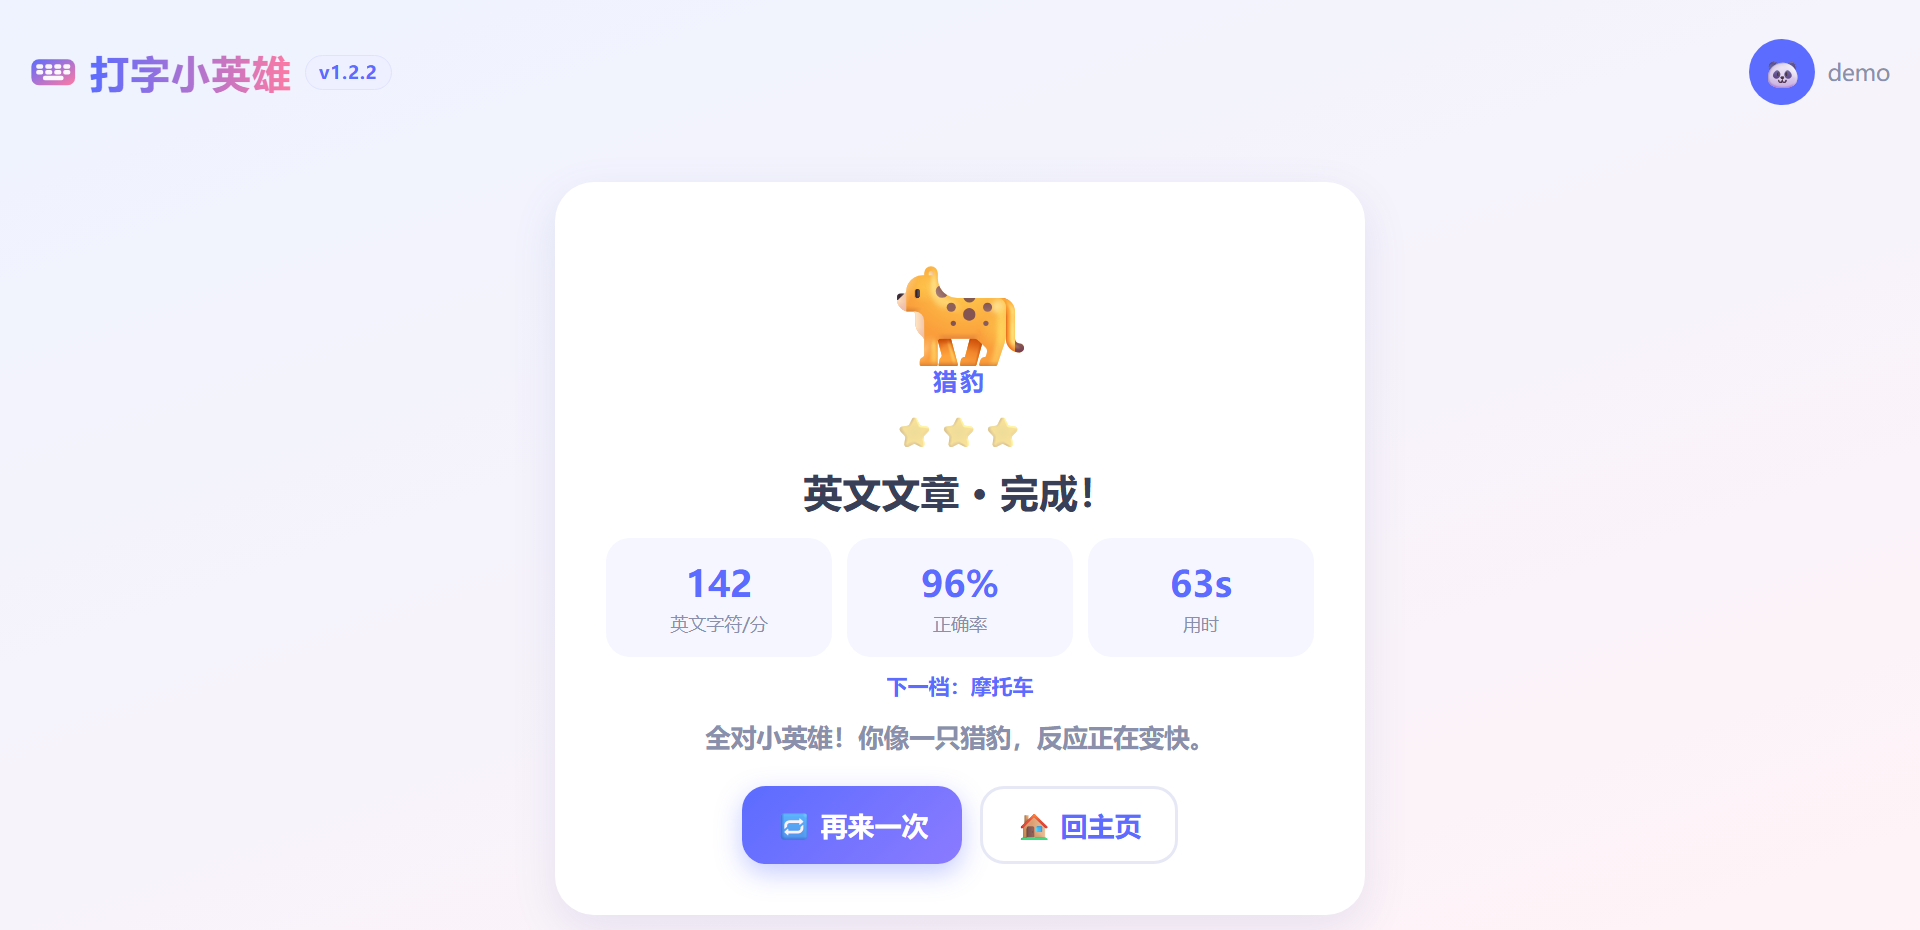 打字小英雄 v1.2.2
demo
猎豹
英文文章 · 完成！
142
英文字符/分
96%
正确率
63s
用时
下一档：摩托车
全对小英雄！你像一只猎豹，反应正在变快。
再来一次
回主页